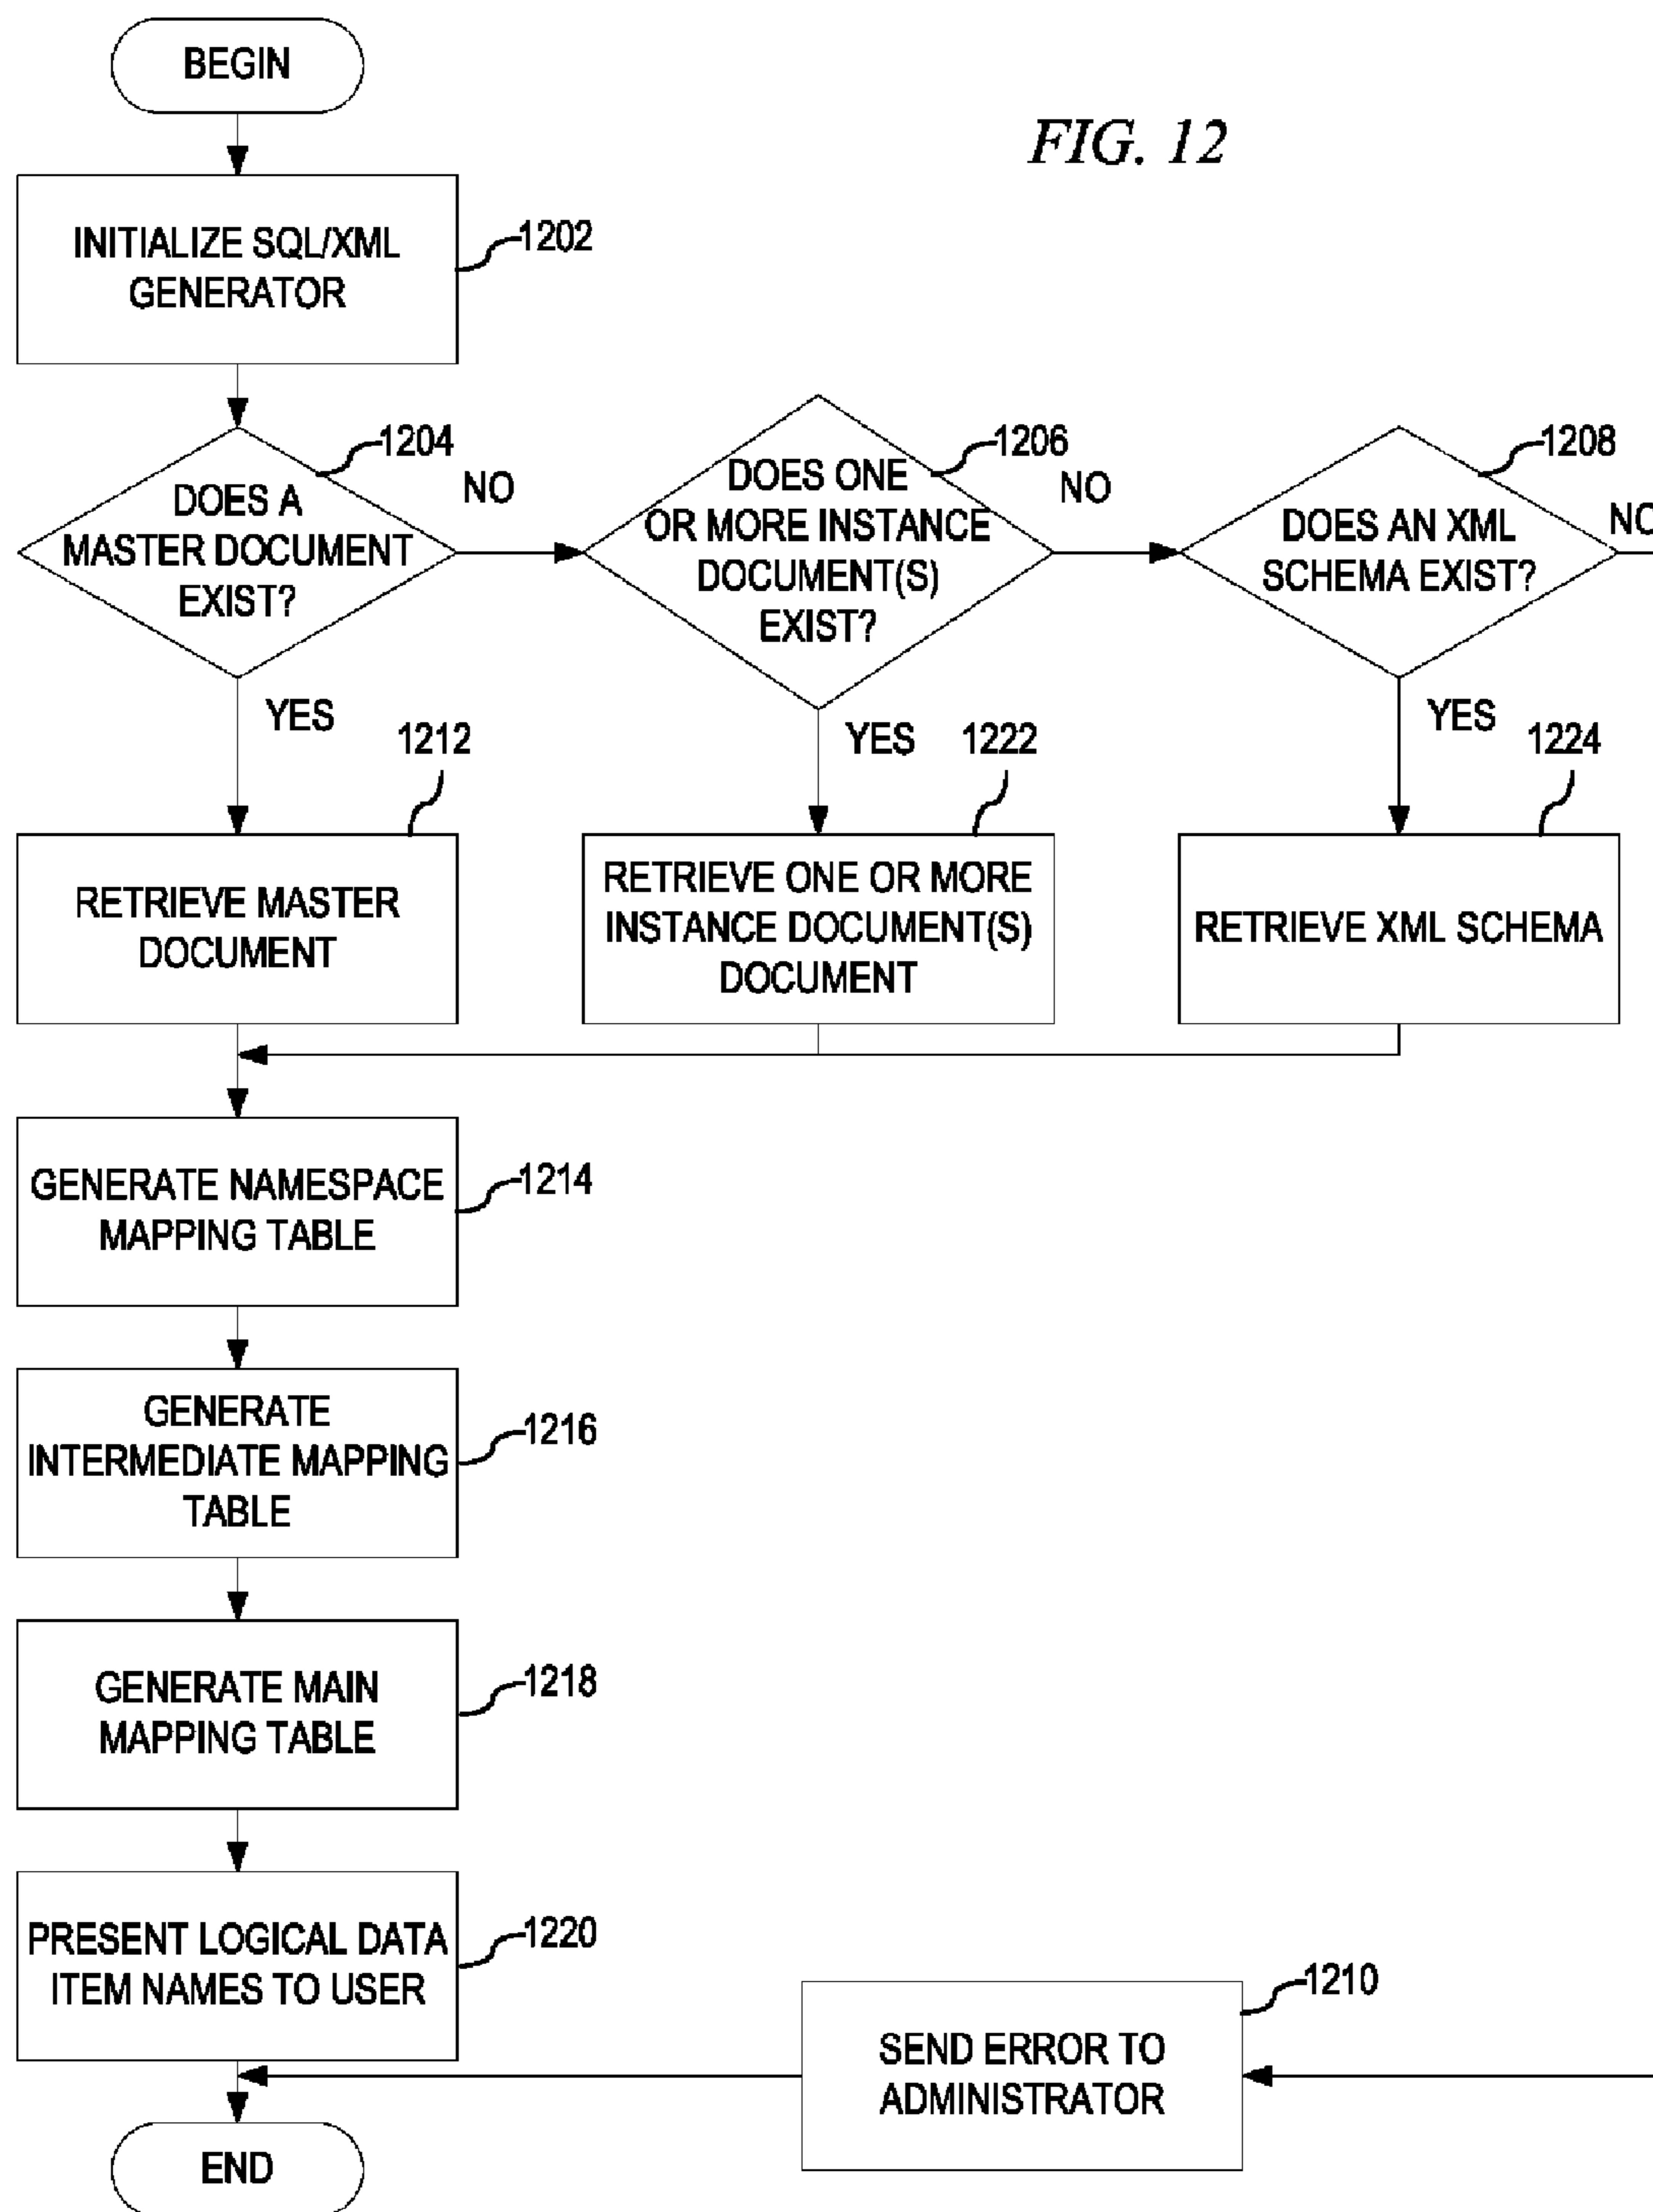 BEGIN
FIG. 12
INITIALIZE SQL/XML
GENERATOR
1202
1204
DOES A
MASTER DOCUMENT
EXIST?
NO
1206
DOES ONE
OR MORE INSTANCE
DOCUMENT(S)
EXIST?
NO
1208
DOES AN XML
SCHEMA EXIST?
NO
YES
1212
YES
1222
YES
1224
RETRIEVE MASTER
DOCUMENT
RETRIEVE ONE OR MORE
INSTANCE DOCUMENT(S)
DOCUMENT
RETRIEVE XML SCHEMA
GENERATE NAMESPACE
MAPPING TABLE
1214
GENERATE
INTERMEDIATE MAPPING
TABLE
1216
GENERATE MAIN
MAPPING TABLE
1218
PRESENT LOGICAL DATA
ITEM NAMES TO USER
1220
1210
SEND ERROR TO
ADMINISTRATOR
END